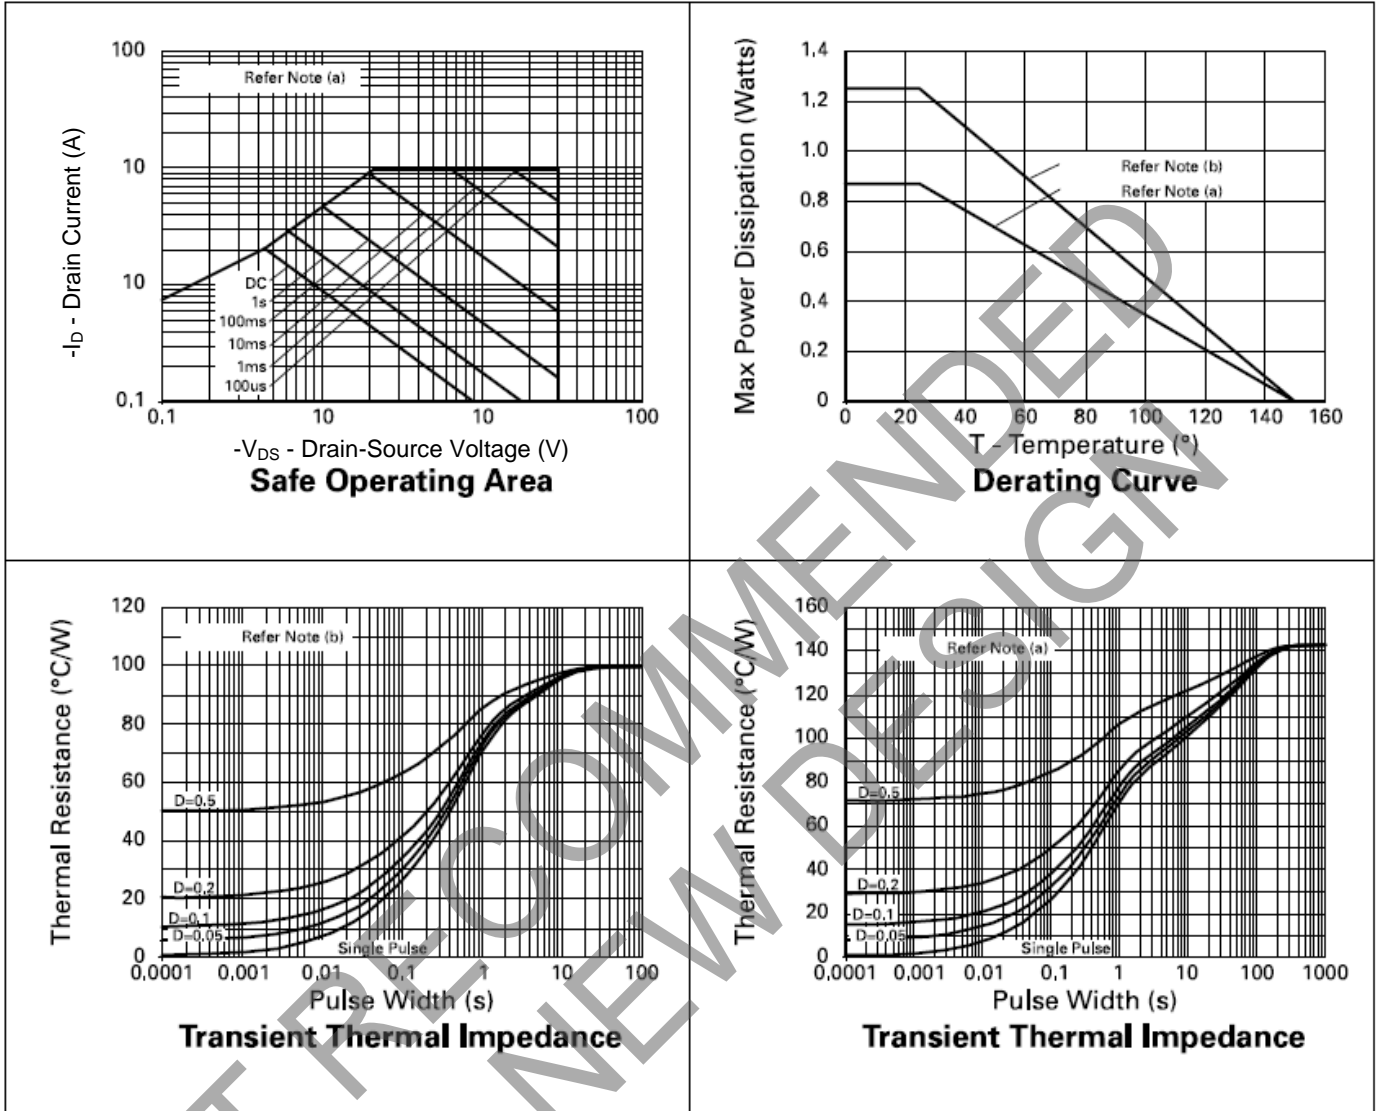 100
Refer Note (a)
10
10
0.1
-ID - Drain Current (A)
DC
1s
100ms
10ms
1ms
100us
0.1
10
10
100
-VDS - Drain-Source Voltage (V)
Safe Operating Area
Max Power Dissipation (Watts)
1.4
1.2
1.0
0.8
0.6
0.4
0.2
0
Refer Note (b)
Refer Note (a)
0 20 40 60 80 100 120 140 160
T - Temperature (°)
Derating Curve
Thermal Resistance (°C/W)
120
100
80
60
40
20
0
Refer Note (b)
D=0.5
D=0.2
D=0.1
D=0.05
Single Pulse
0.0001 0.001 0.01 0.1 1 10 100
Pulse Width (s)
Transient Thermal Impedance
Thermal Resistance (°C/W)
160
140
120
100
80
60
40
20
0
Refer Note (a)
D=0.5
D=0.2
D=0.1
D=0.05
Single Pulse
0.0001 0.001 0.01 0.1 1 10 100 1000
Pulse Width (s)
Transient Thermal Impedance
T RECOMMENDED
NEW DESIGN